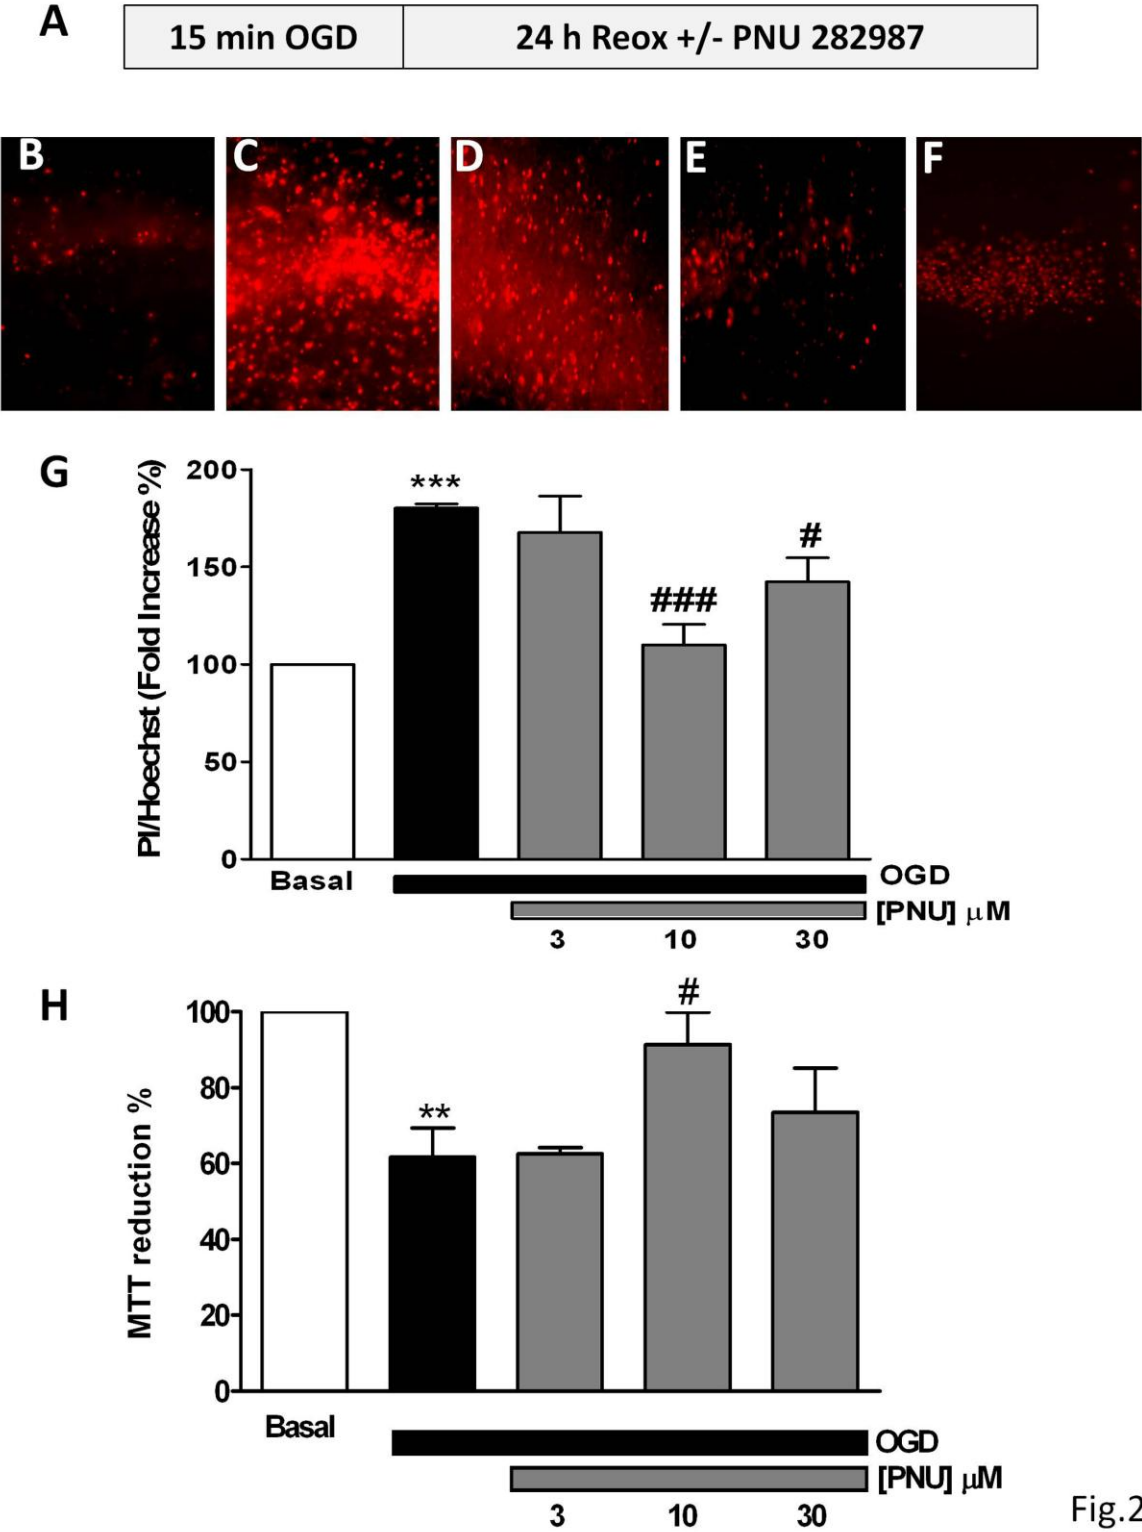 A
15 min OGD
24 h Reox +/- PNU 282987
B
C
D
E
F
G
PI/Hoechst (Fold Increase %)
200
150
100
50
0
***
###
#
Basal
OGD
[PNU] μM
3 10 30
H
MTT reduction %
100
80
60
40
20
0
**
#
Basal
OGD
[PNU] μM
3 10 30
Fig.2